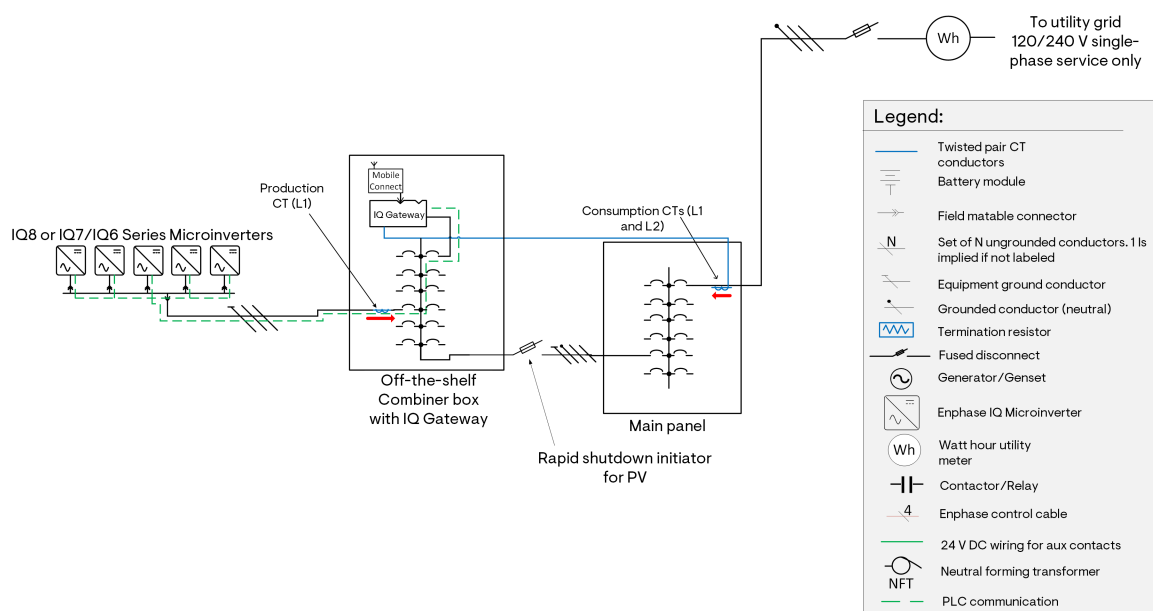 To utility grid
120/240 V single-
phase service only
Wh
Legend:
Twisted pair CT
conductors
Battery module
Field matable connector
N
Set of N ungrounded conductors. 1 Is
implied if not labeled
Equipment ground conductor
Grounded conductor (neutral)
Termination resistor
Fused disconnect
Generator/Genset
Enphase IQ Microinverter
Wh
Watt hour utility
meter
Contactor/Relay
4
Enphase control cable
24 V DC wiring for aux contacts
Neutral forming transformer
NFT
PLC communication
Mobile
Connect
IQ Gateway
Production
CT (L1)
Consumption CTs (L1
and L2)
IQ8 or IQ7/IQ6 Series Microinverters
Off-the-shelf
Combiner box
with IQ Gateway
Main panel
Rapid shutdown initiator
for PV